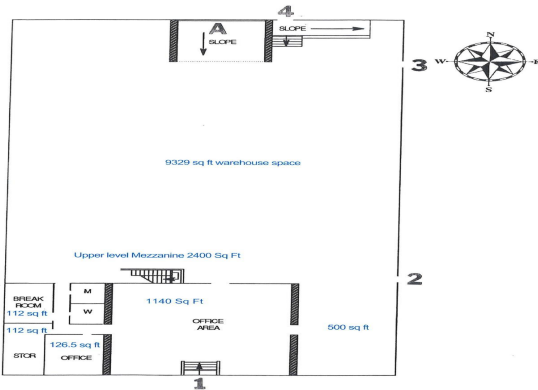 4
A
SLOPE
SLOPE
3
N
W
E
S
9329 sq ft warehouse space
Upper level Mezzanine 2400 Sq Ft
2
M
BREAK
ROOM
112 sq ft
W
1140 Sq Ft
OFFICE
AREA
500 sq ft
112 sq ft
126.5 sq ft
STOR
OFFICE
1